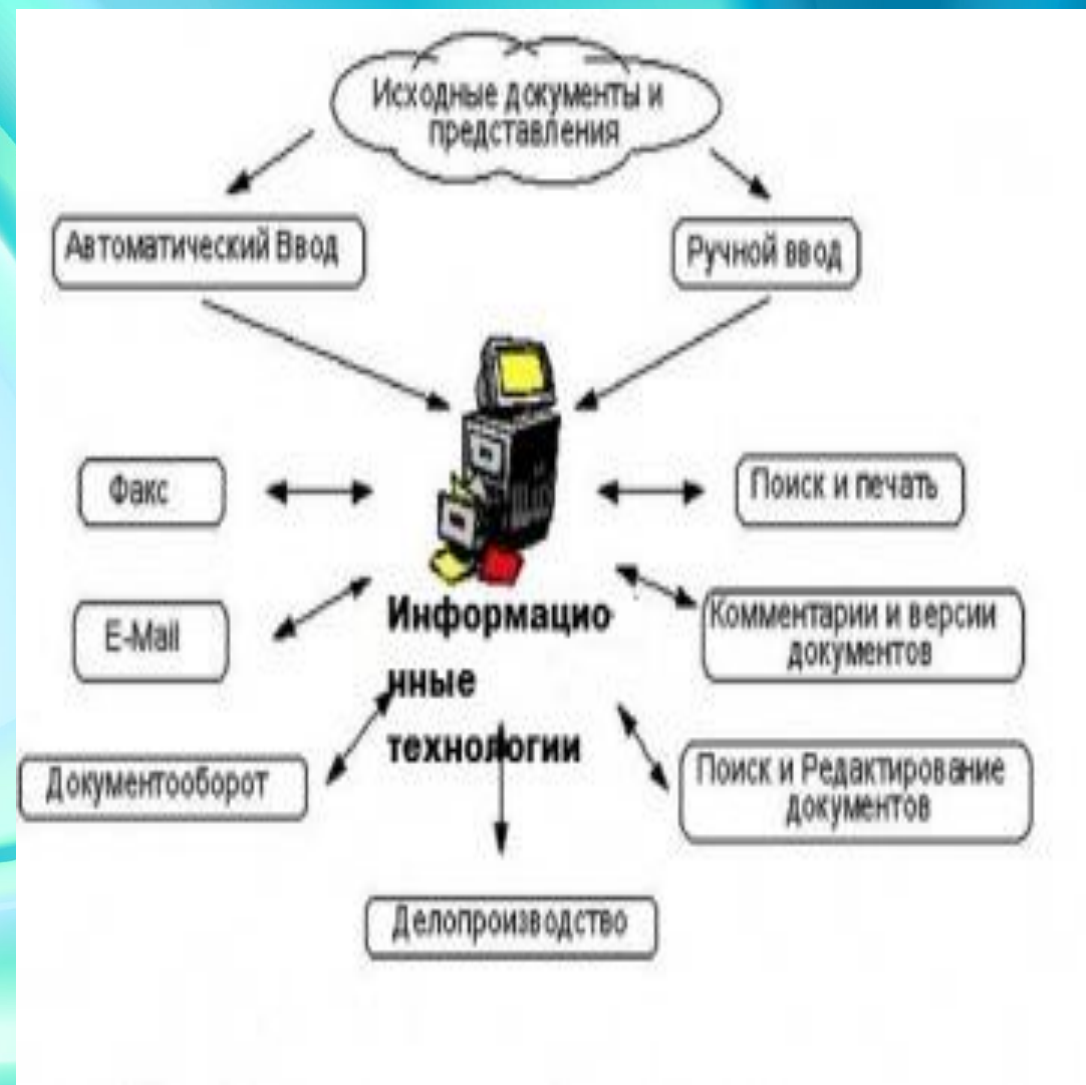 Исходные документы и
представления
Автоматический Ввод
Ручной ввод
Факс
Поиск и печать
E-Mail
Информацио
нные
технологии
Комментарии и версии
документов
Документооборот
Поиск и Редактирование
документов
Делопроизводство